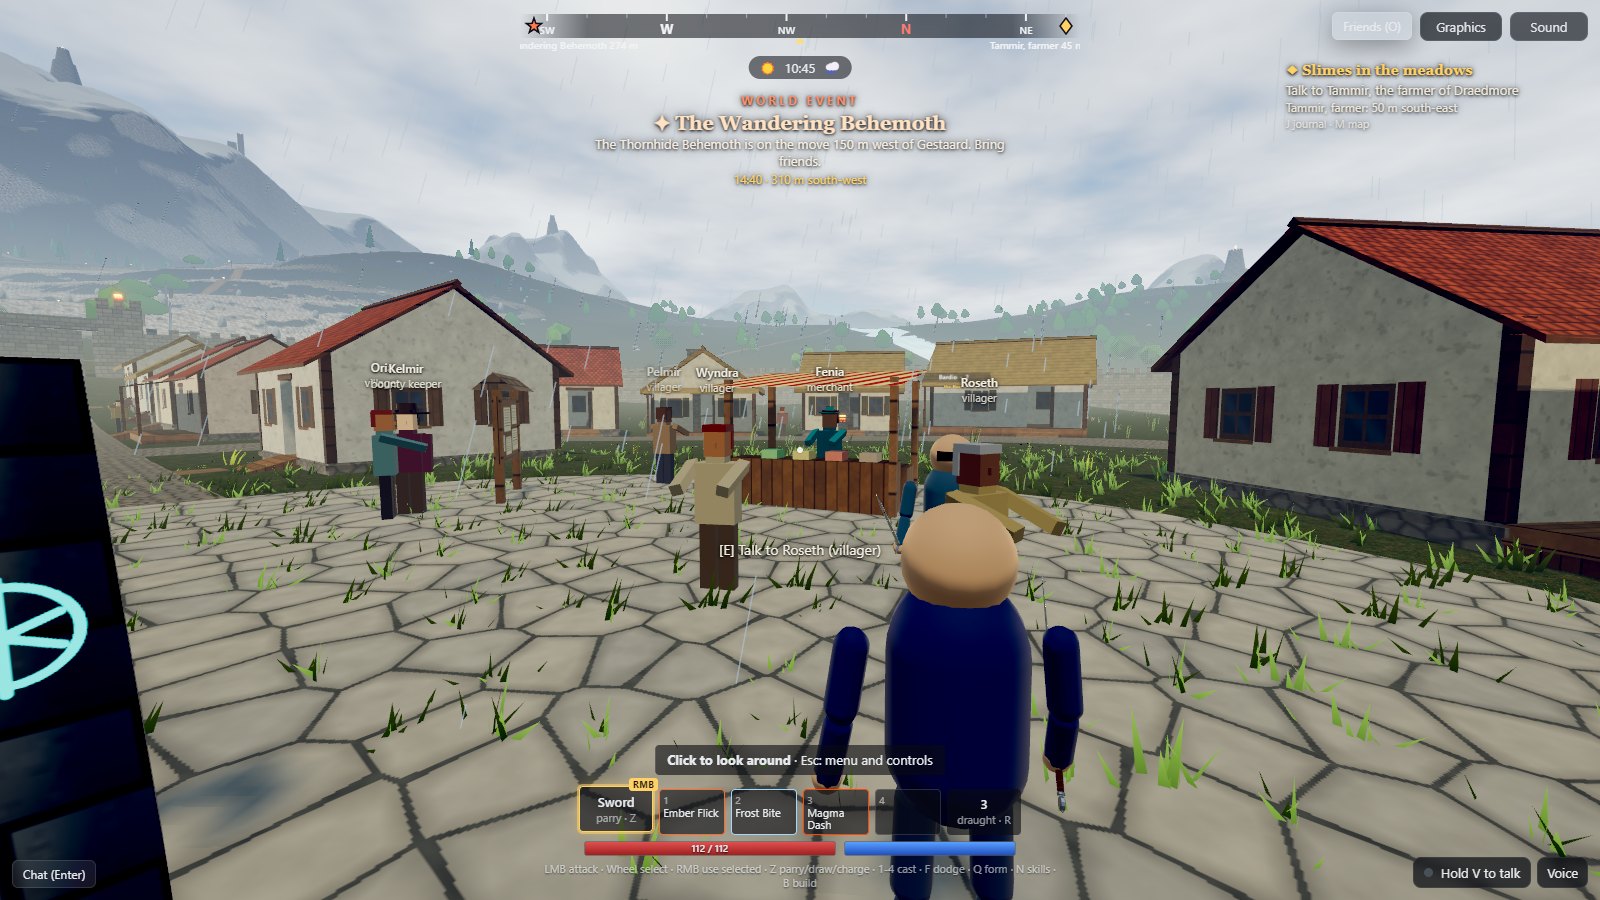 SW
W
NW
N
NE
ndering Behemoth 274 m
Tammir, farmer 45 m
Friends (O)
Graphics
Sound
10:45
WORLD EVENT
The Wandering Behemoth
The Thornhide Behemoth is on the move 150 m west of Gestaard. Bring
friends.
14:40 · 310 m south-west
Slimes in the meadows
Talk to Tammir, the farmer of Draedmore
Tammir, farmer: 50 m south-east
J journal · M map
Kelmir
bounty keeper
Pelmir
villager
Wyndra
villager
Fenia
merchant
Roseth
villager
[E] Talk to Roseth (villager)
Click to look around · Esc: menu and controls
RMB
Sword
parry · Z
1
Ember Flick
2
Frost Bite
3
Magma
Dash
4
3
draught · R
112 / 112
LMB attack · Wheel select · RMB use selected · Z parry/draw/charge · 1-4 cast · F dodge · Q form · N skills ·
B build
Chat (Enter)
Hold V to talk
Voice